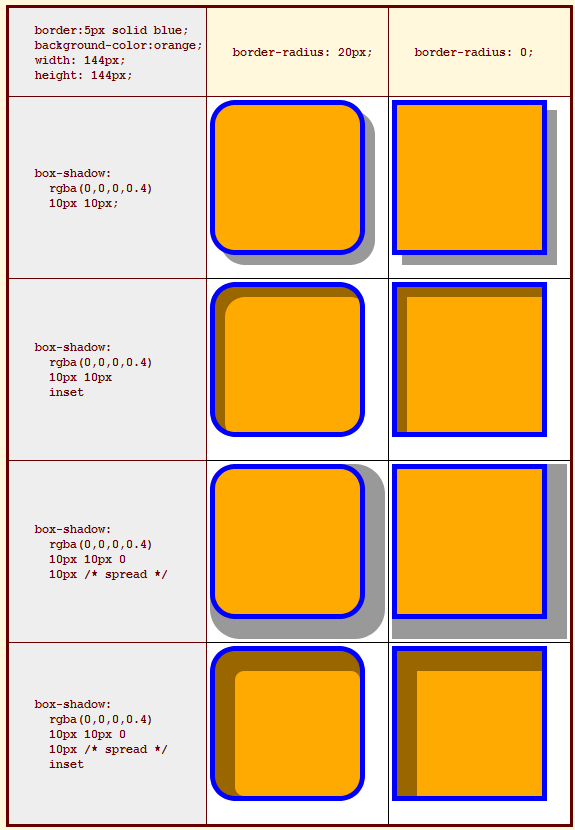 border:5px solid blue;
background-color:orange;
width: 144px;
height: 144px;
border-radius: 20px;
border-radius: 0;
box-shadow:
rgba(0,0,0,0.4)
10px 10px;
box-shadow:
rgba(0,0,0,0.4)
10px 10px
inset
box-shadow:
rgba(0,0,0,0.4)
10px 10px 0
10px /* spread */
box-shadow:
rgba(0,0,0,0.4)
10px 10px 0
10px /* spread */
inset